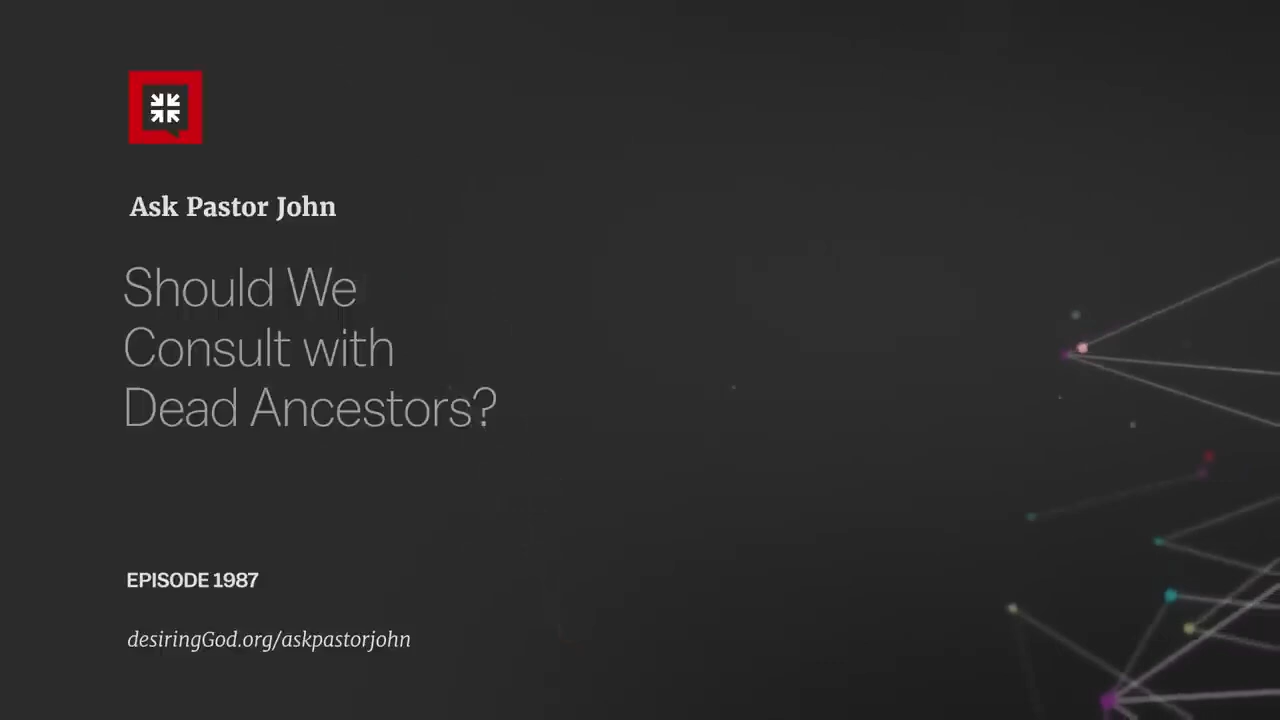 Ask Pastor John
Should We
Consult with
Dead Ancestors?
EPISODE 1987
desiringGod.org/askpastorjohn